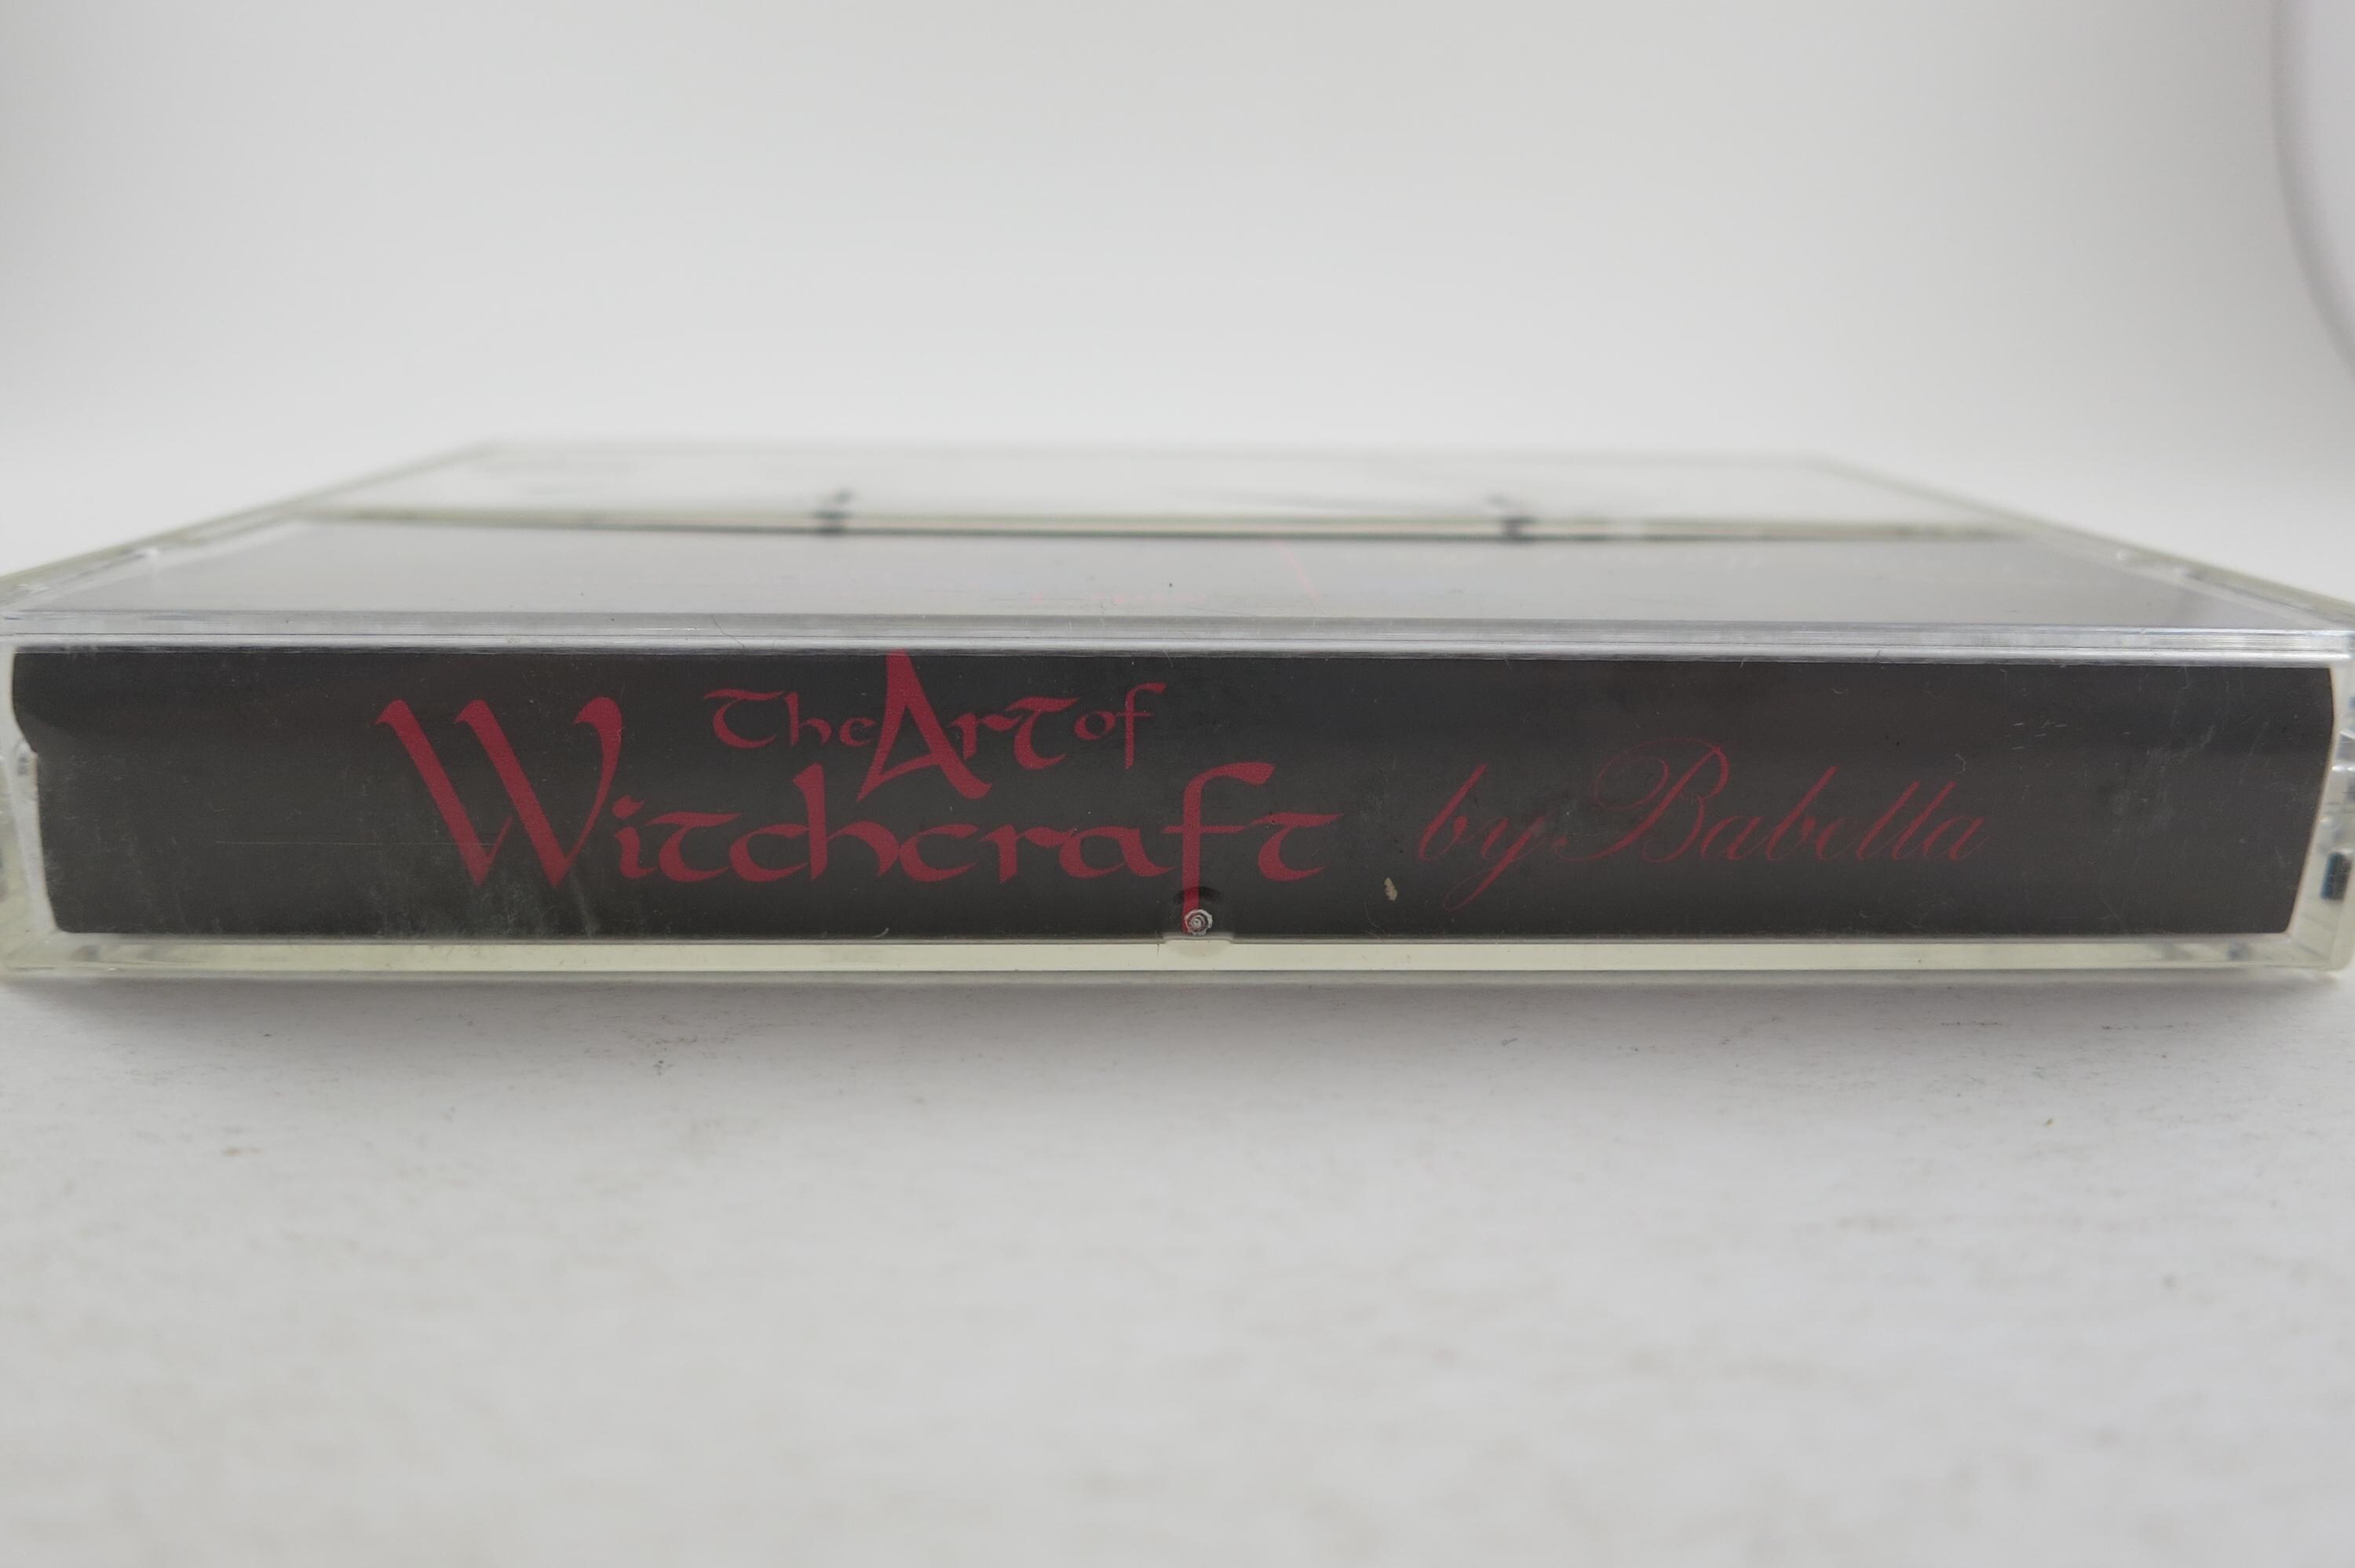 The Art of
Witchcraft by Babella